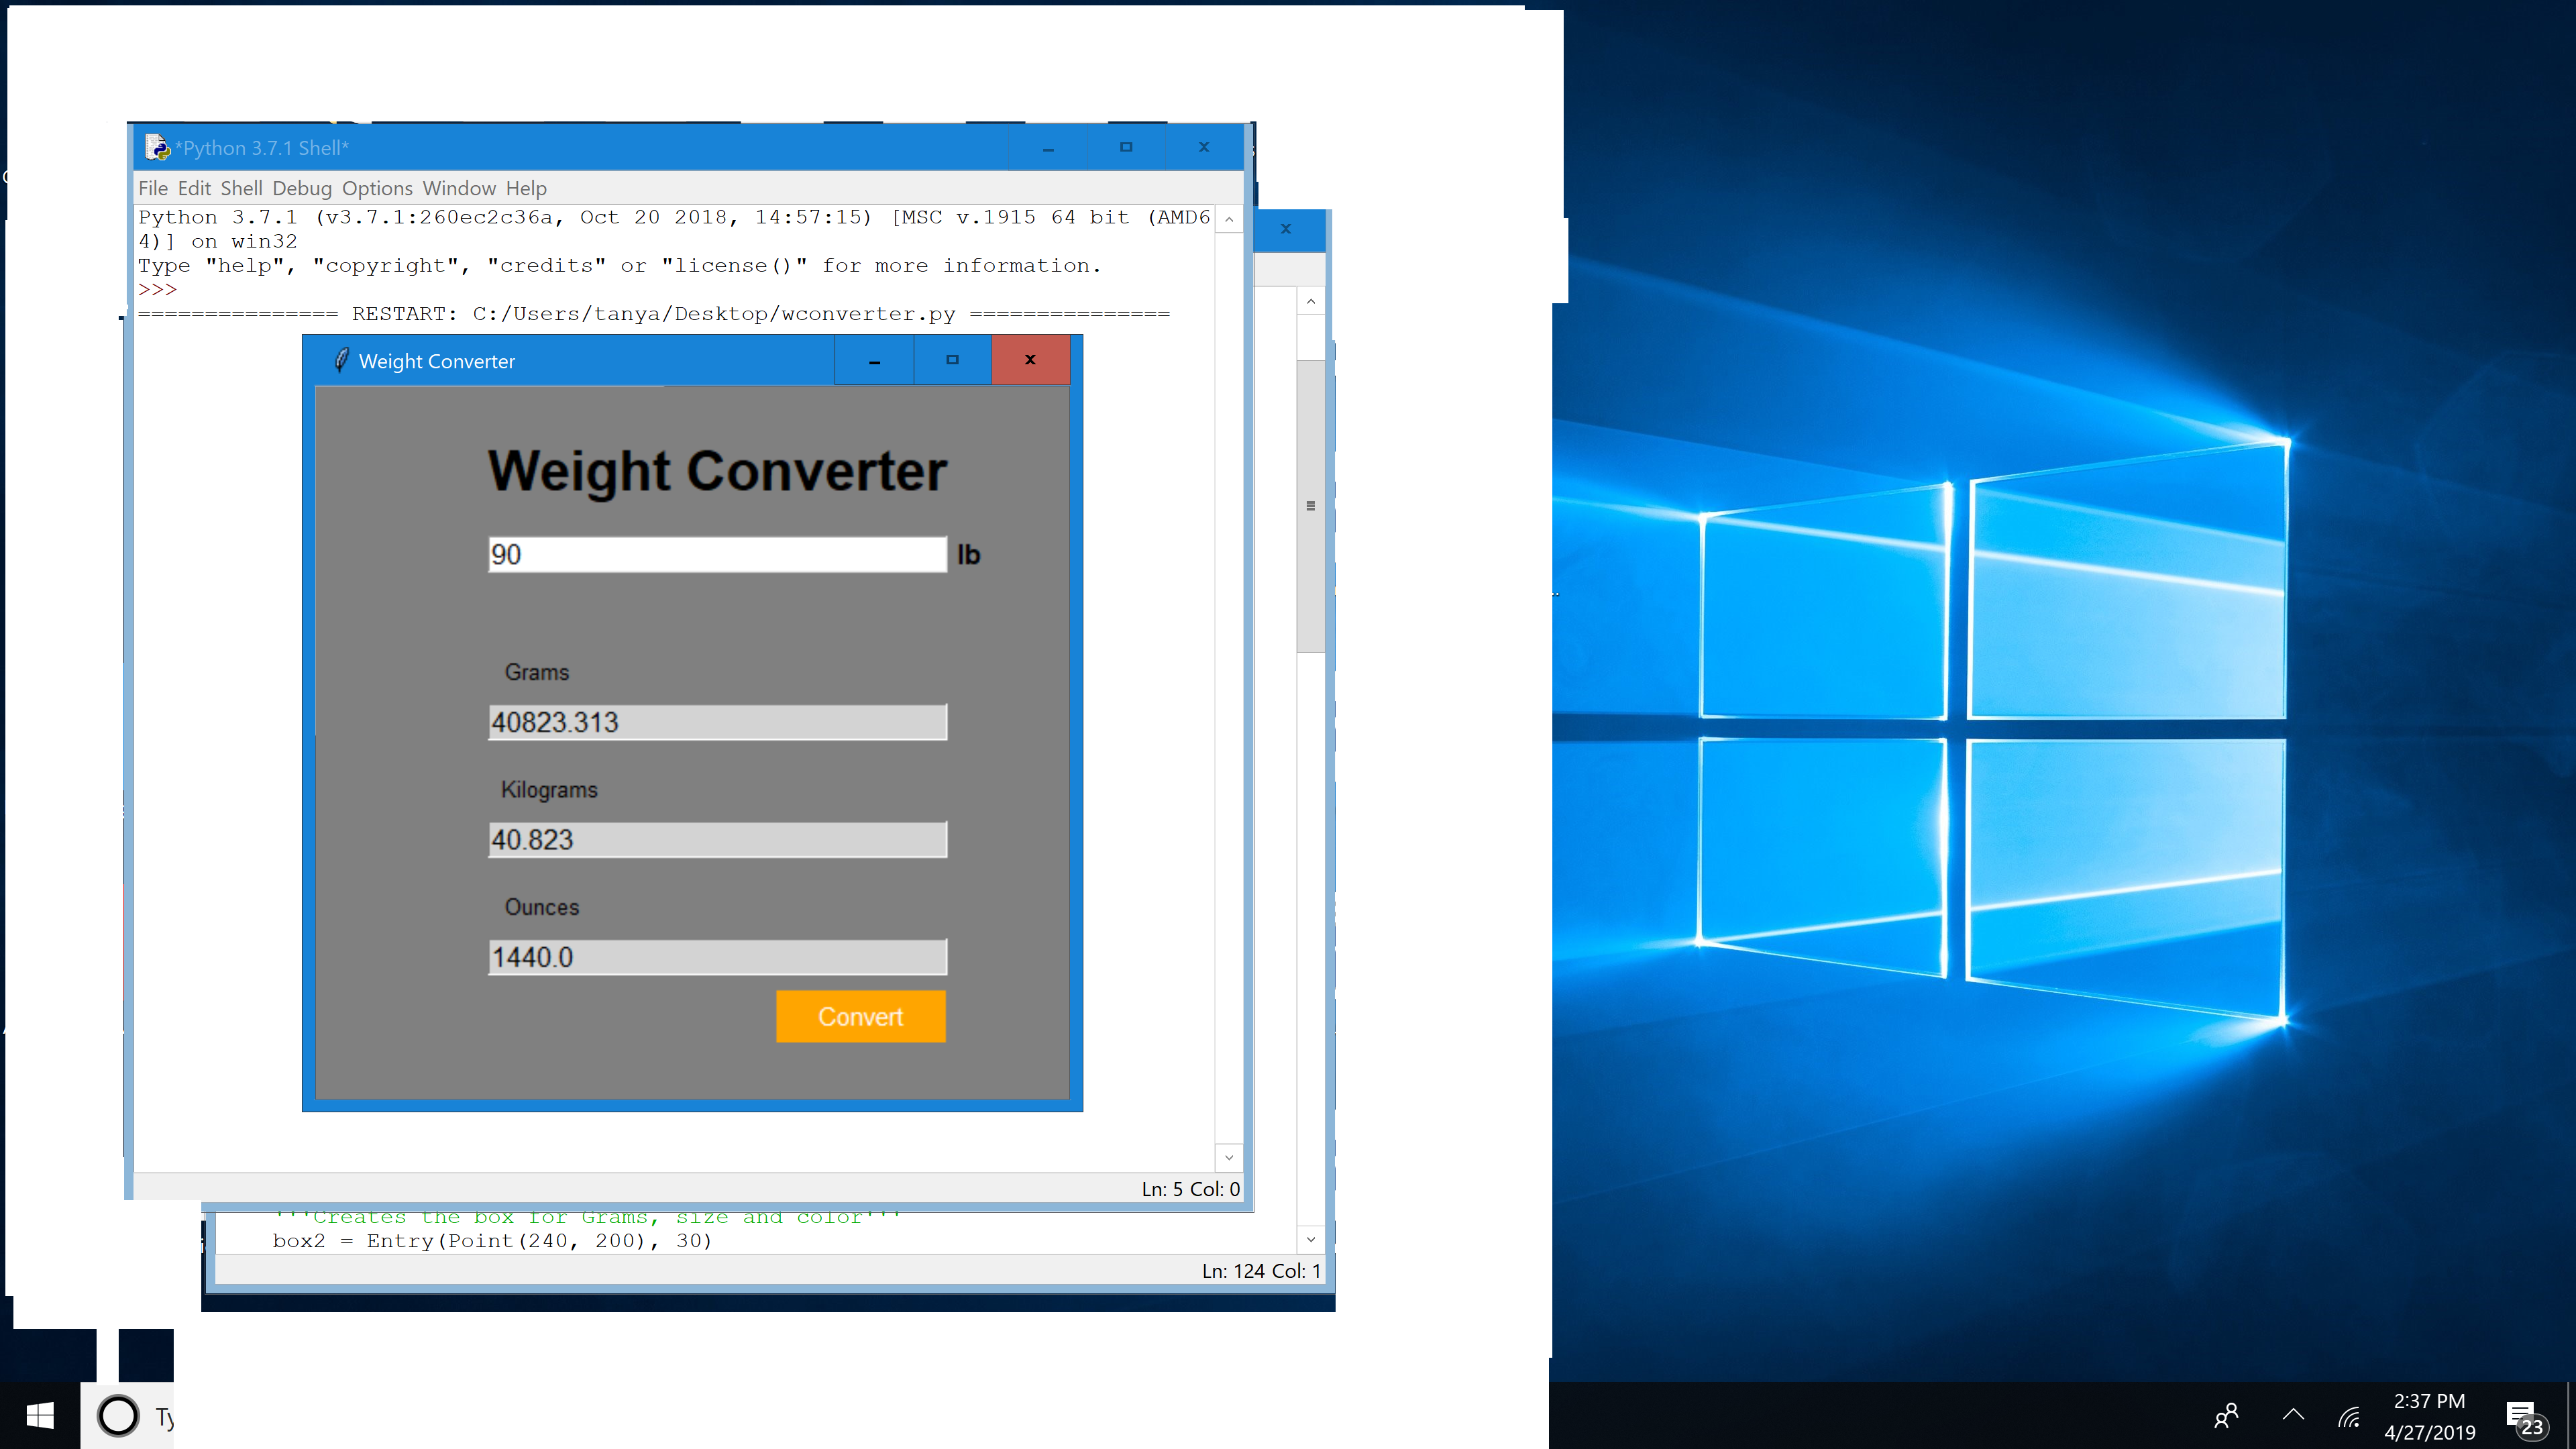 *Python 3.7.1 Shell*
File Edit Shell Debug Options Window Help
Python 3.7.1 (v3.7.1:260ec2c36a, Oct 20 2018, 14:57:15) [MSC v.1915 64 bit (AMD6
4)] on win32
Type "help", "copyright", "credits" or "license()" for more information.
>>>
=============== RESTART: C:/Users/tanya/Desktop/wconverter.py ===============
Weight Converter
Weight Converter
90 lb
Grams
40823.313
Kilograms
40.823
Ounces
1440.0
Convert
Ln: 5 Col: 0
'''Creates the box for Grams, size and color'''
box2 = Entry(Point(240, 200), 30)
Ln: 124 Col: 1
2:37 PM
4/27/2019
23